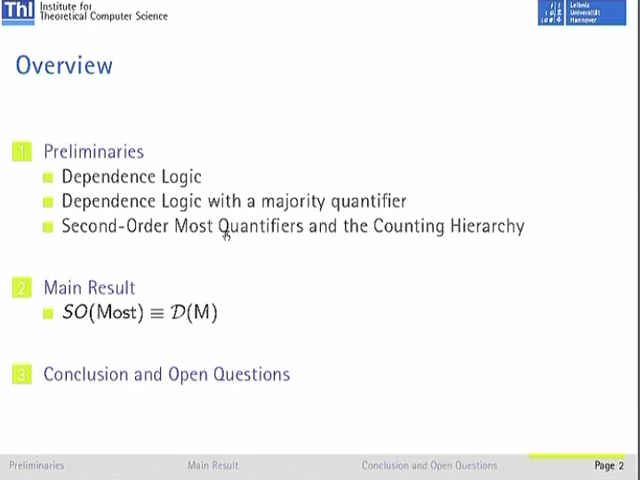 ThI Institute for
Theoretical Computer Science
Leibniz
Universität
Hannover
Overview
1 Preliminaries
Dependence Logic
Dependence Logic with a majority quantifier
Second-Order Most Quantifiers and the Counting Hierarchy
2 Main Result
SO(Most) ≡ D(M)
3 Conclusion and Open Questions
Preliminaries Main Result Conclusion and Open Questions Page 2